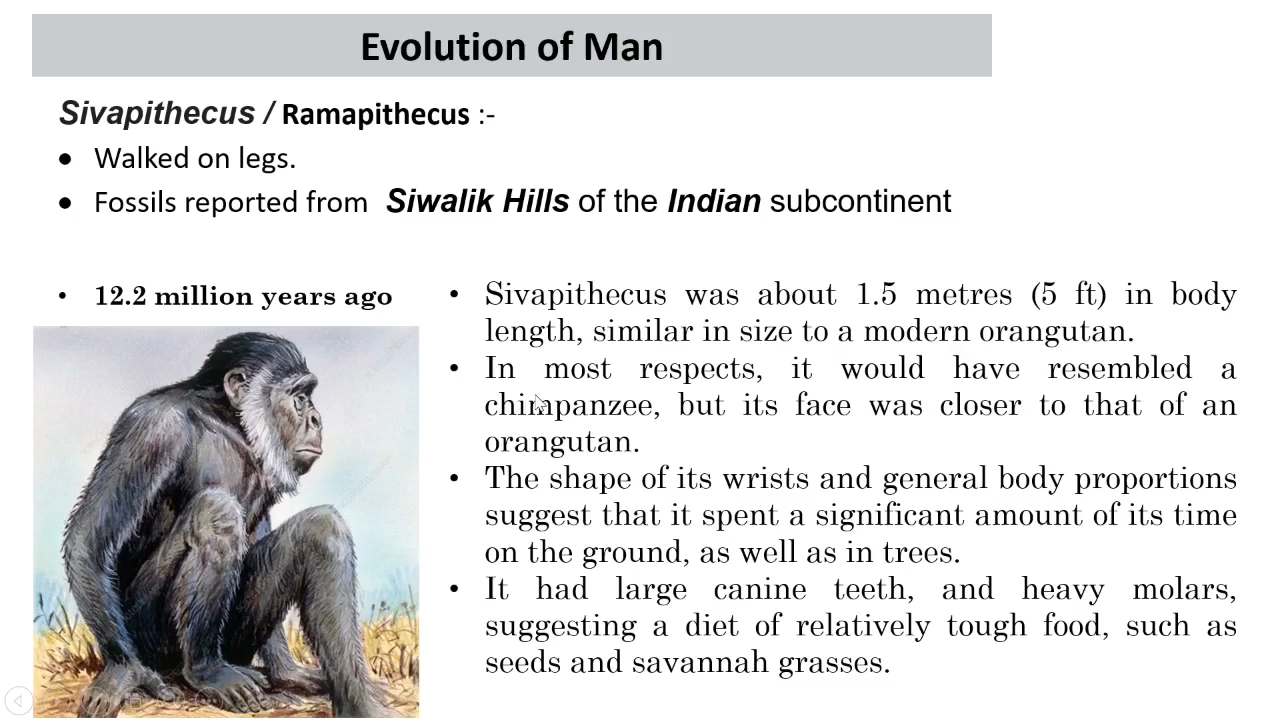 Evolution of Man
Sivapithecus / Ramapithecus :-
• Walked on legs.
• Fossils reported from Siwalik Hills of the Indian subcontinent
• 12.2 million years ago
• Sivapithecus was about 1.5 metres (5 ft) in body
length, similar in size to a modern orangutan.
• In most respects, it would have resembled a
chimpanzee, but its face was closer to that of an
orangutan.
• The shape of its wrists and general body proportions
suggest that it spent a significant amount of its time
on the ground, as well as in trees.
• It had large canine teeth, and heavy molars,
suggesting a diet of relatively tough food, such as
seeds and savannah grasses.